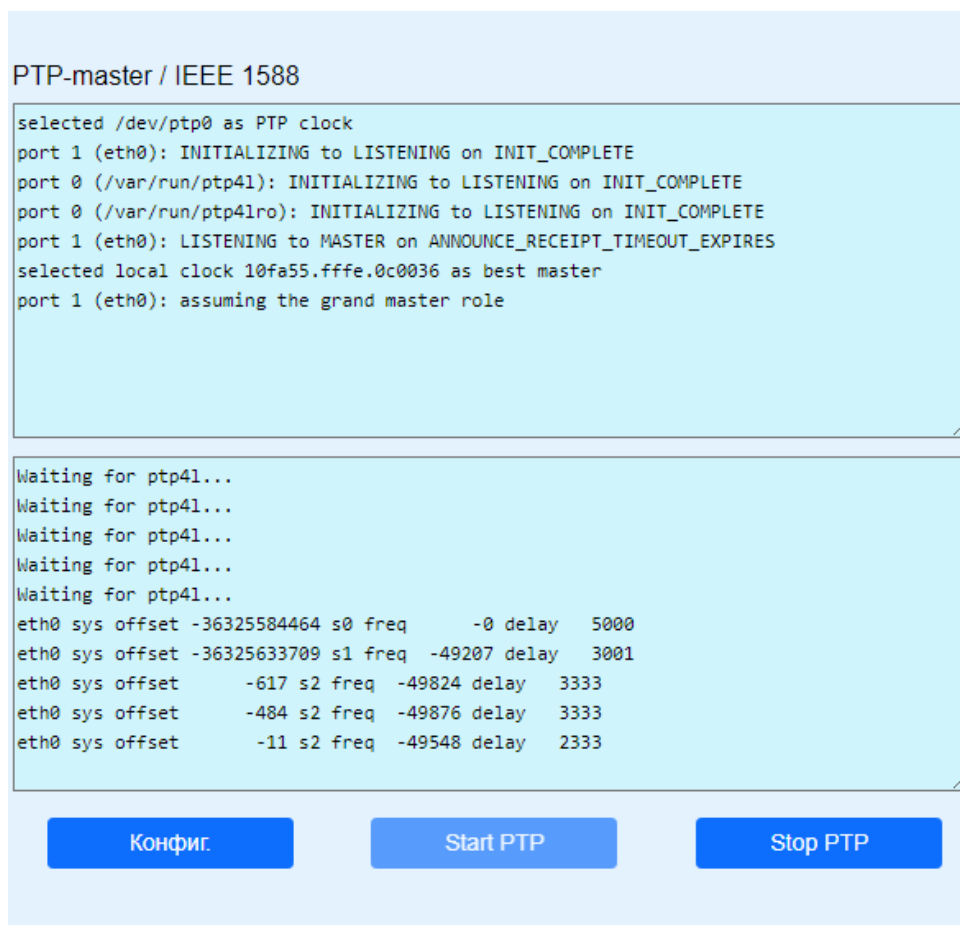 PTP-master / IEEE 1588
selected /dev/ptp0 as PTP clock
port 1 (eth0): INITIALIZING to LISTENING on INIT_COMPLETE
port 0 (/var/run/ptp4l): INITIALIZING to LISTENING on INIT_COMPLETE
port 0 (/var/run/ptp4lro): INITIALIZING to LISTENING on INIT_COMPLETE
port 1 (eth0): LISTENING to MASTER on ANNOUNCE_RECEIPT_TIMEOUT_EXPIRES
selected local clock 10fa55.fffe.0c0036 as best master
port 1 (eth0): assuming the grand master role
Waiting for ptp4l...
Waiting for ptp4l...
Waiting for ptp4l...
Waiting for ptp4l...
Waiting for ptp4l...
eth0 sys offset -36325584464 s0 freq      -0 delay   5000
eth0 sys offset -36325633709 s1 freq  -49207 delay   3001
eth0 sys offset      -617 s2 freq  -49824 delay   3333
eth0 sys offset      -484 s2 freq  -49876 delay   3333
eth0 sys offset       -11 s2 freq  -49548 delay   2333
Конфиг. Start PTP Stop PTP